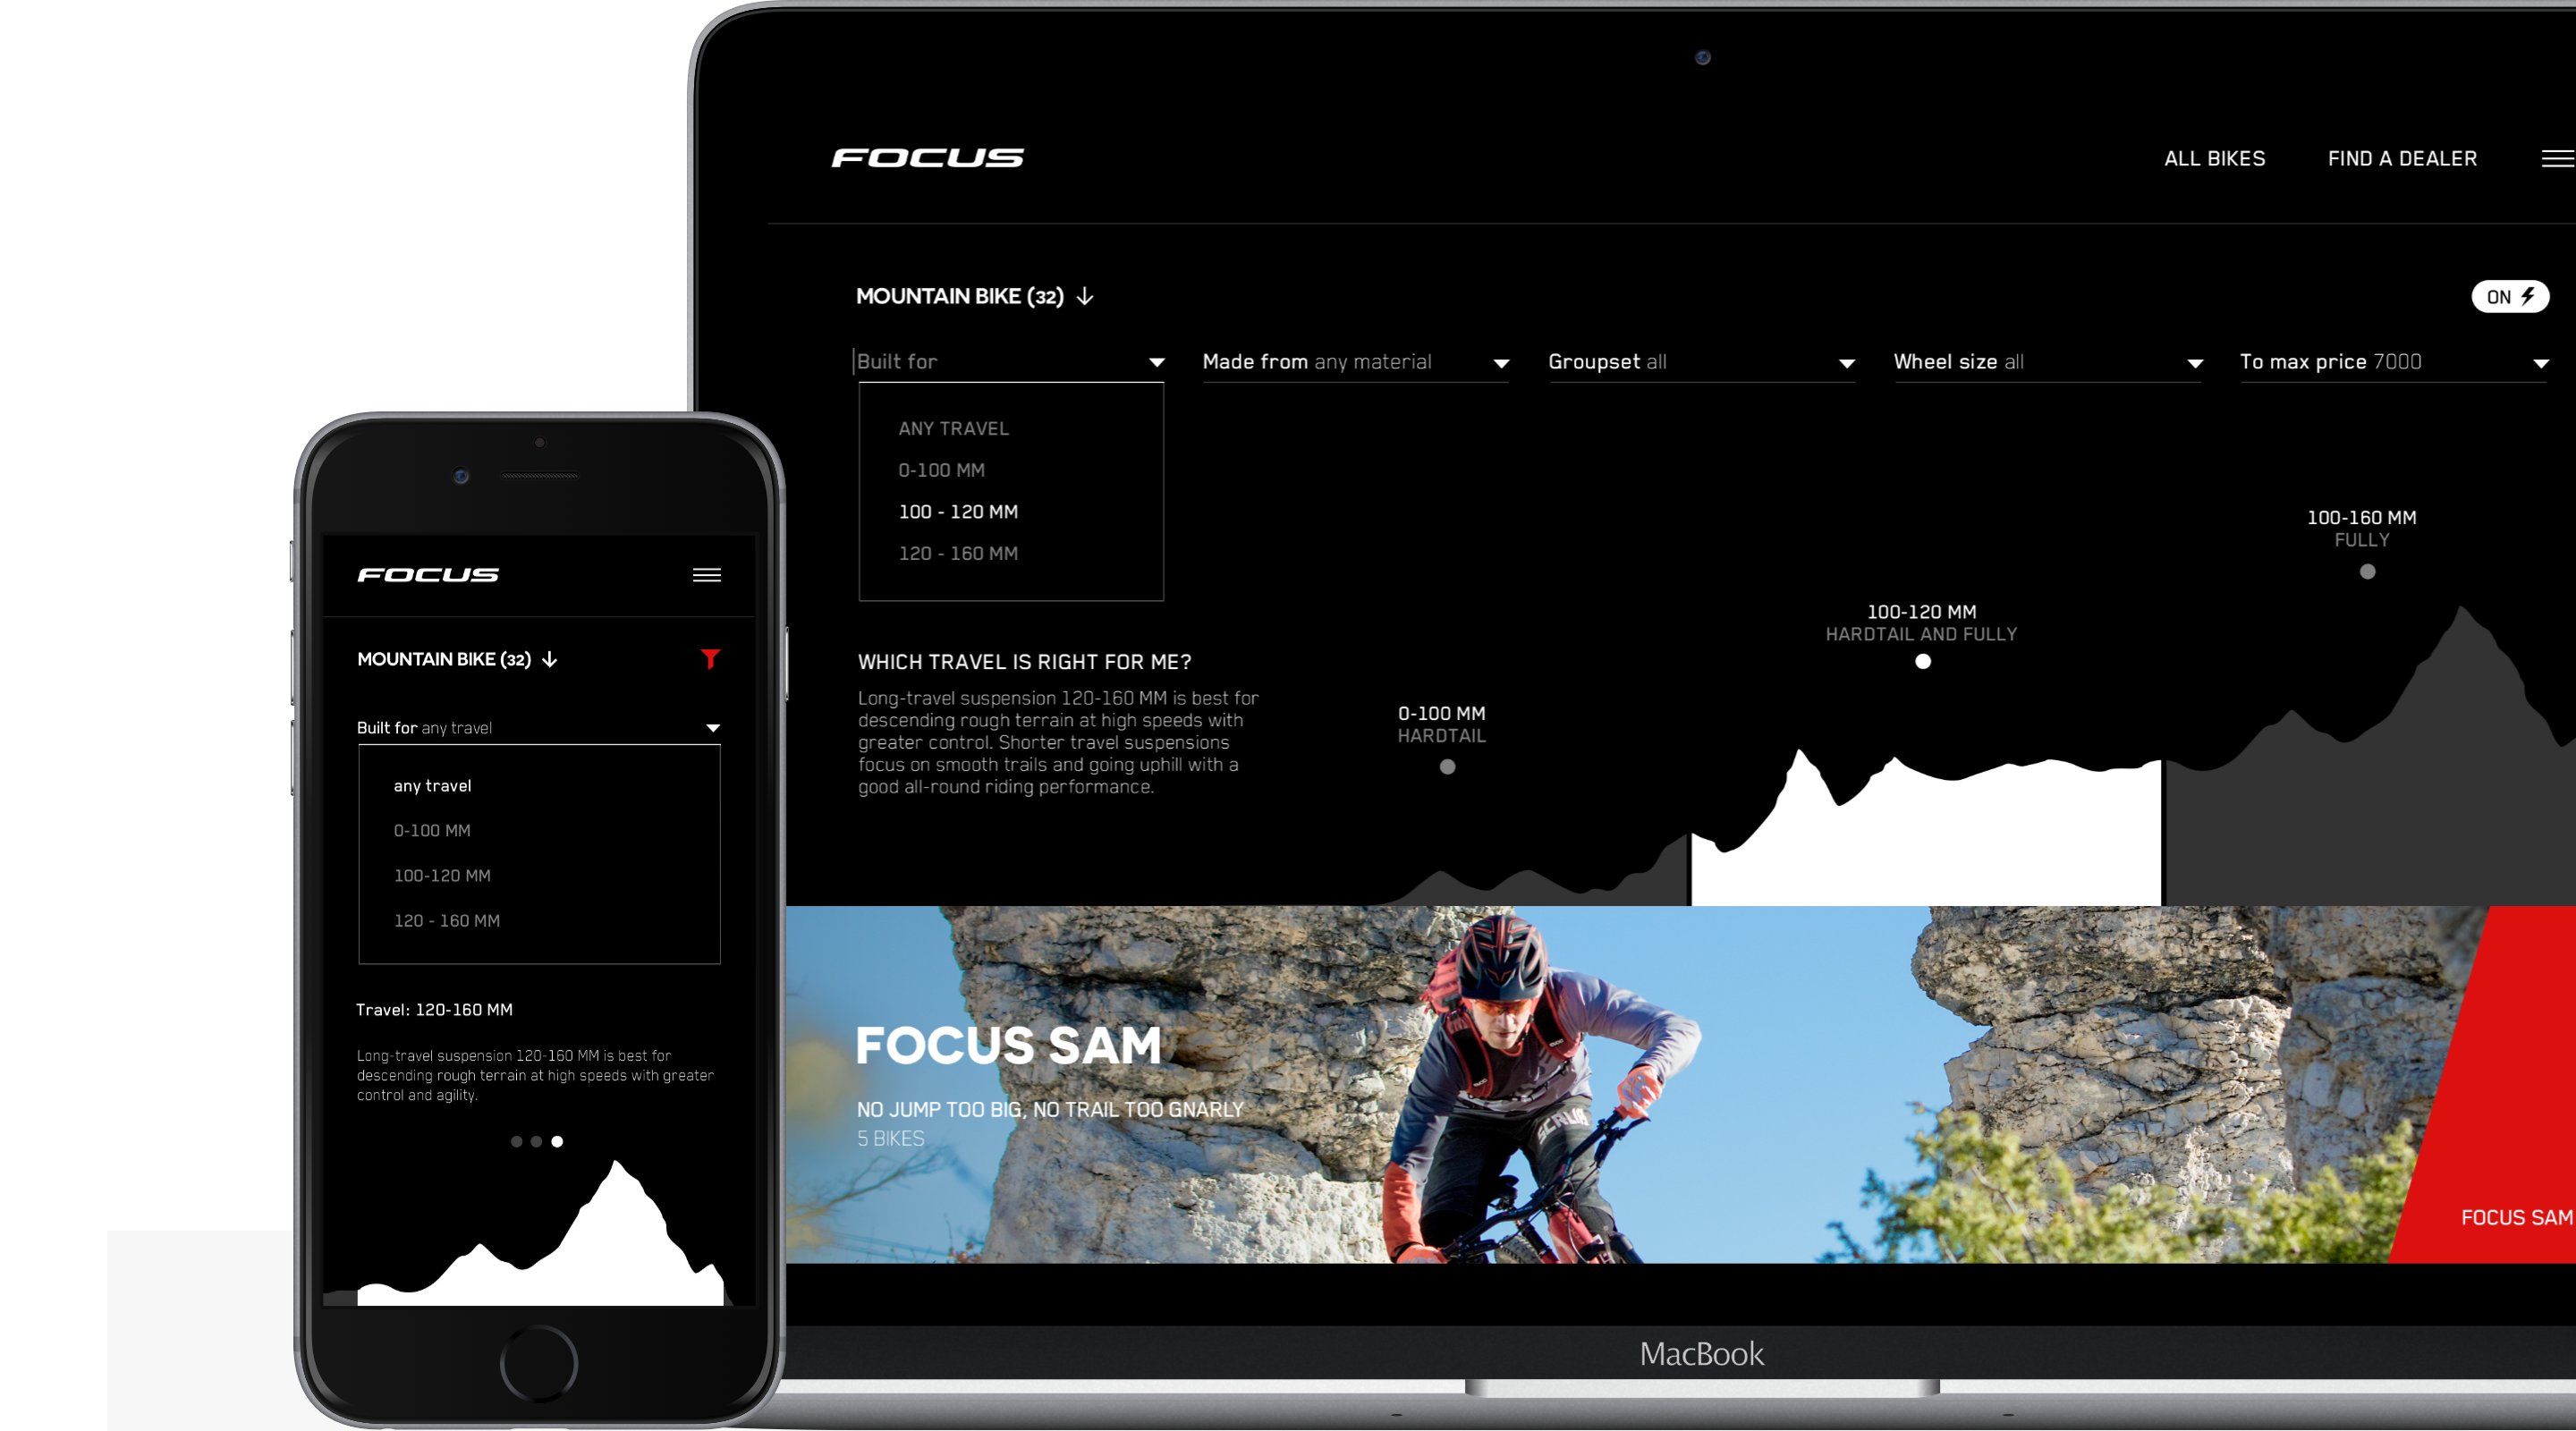 FOCUS
ALL BIKES
FIND A DEALER
MOUNTAIN BIKE (32)
ON
Built for
Made from any material
Groupset all
Wheel size all
To max price 7000
ANY TRAVEL
0-100 MM
100 - 120 MM
120 - 160 MM
WHICH TRAVEL IS RIGHT FOR ME?
Long-travel suspension 120-160 MM is best for
descending rough terrain at high speeds with
greater control. Shorter travel suspensions
focus on smooth trails and going uphill with a
good all-round riding performance.
0-100 MM
HARDTAIL
100-120 MM
HARDTAIL AND FULLY
100-160 MM
FULLY
FOCUS SAM
NO JUMP TOO BIG, NO TRAIL TOO GNARLY
5 BIKES
FOCUS SAM
MacBook
FOCUS
MOUNTAIN BIKE (32)
Built for any travel
any travel
0-100 MM
100-120 MM
120 - 160 MM
Travel: 120-160 MM
Long-travel suspension 120-160 MM is best for
descending rough terrain at high speeds with greater
control and agility.